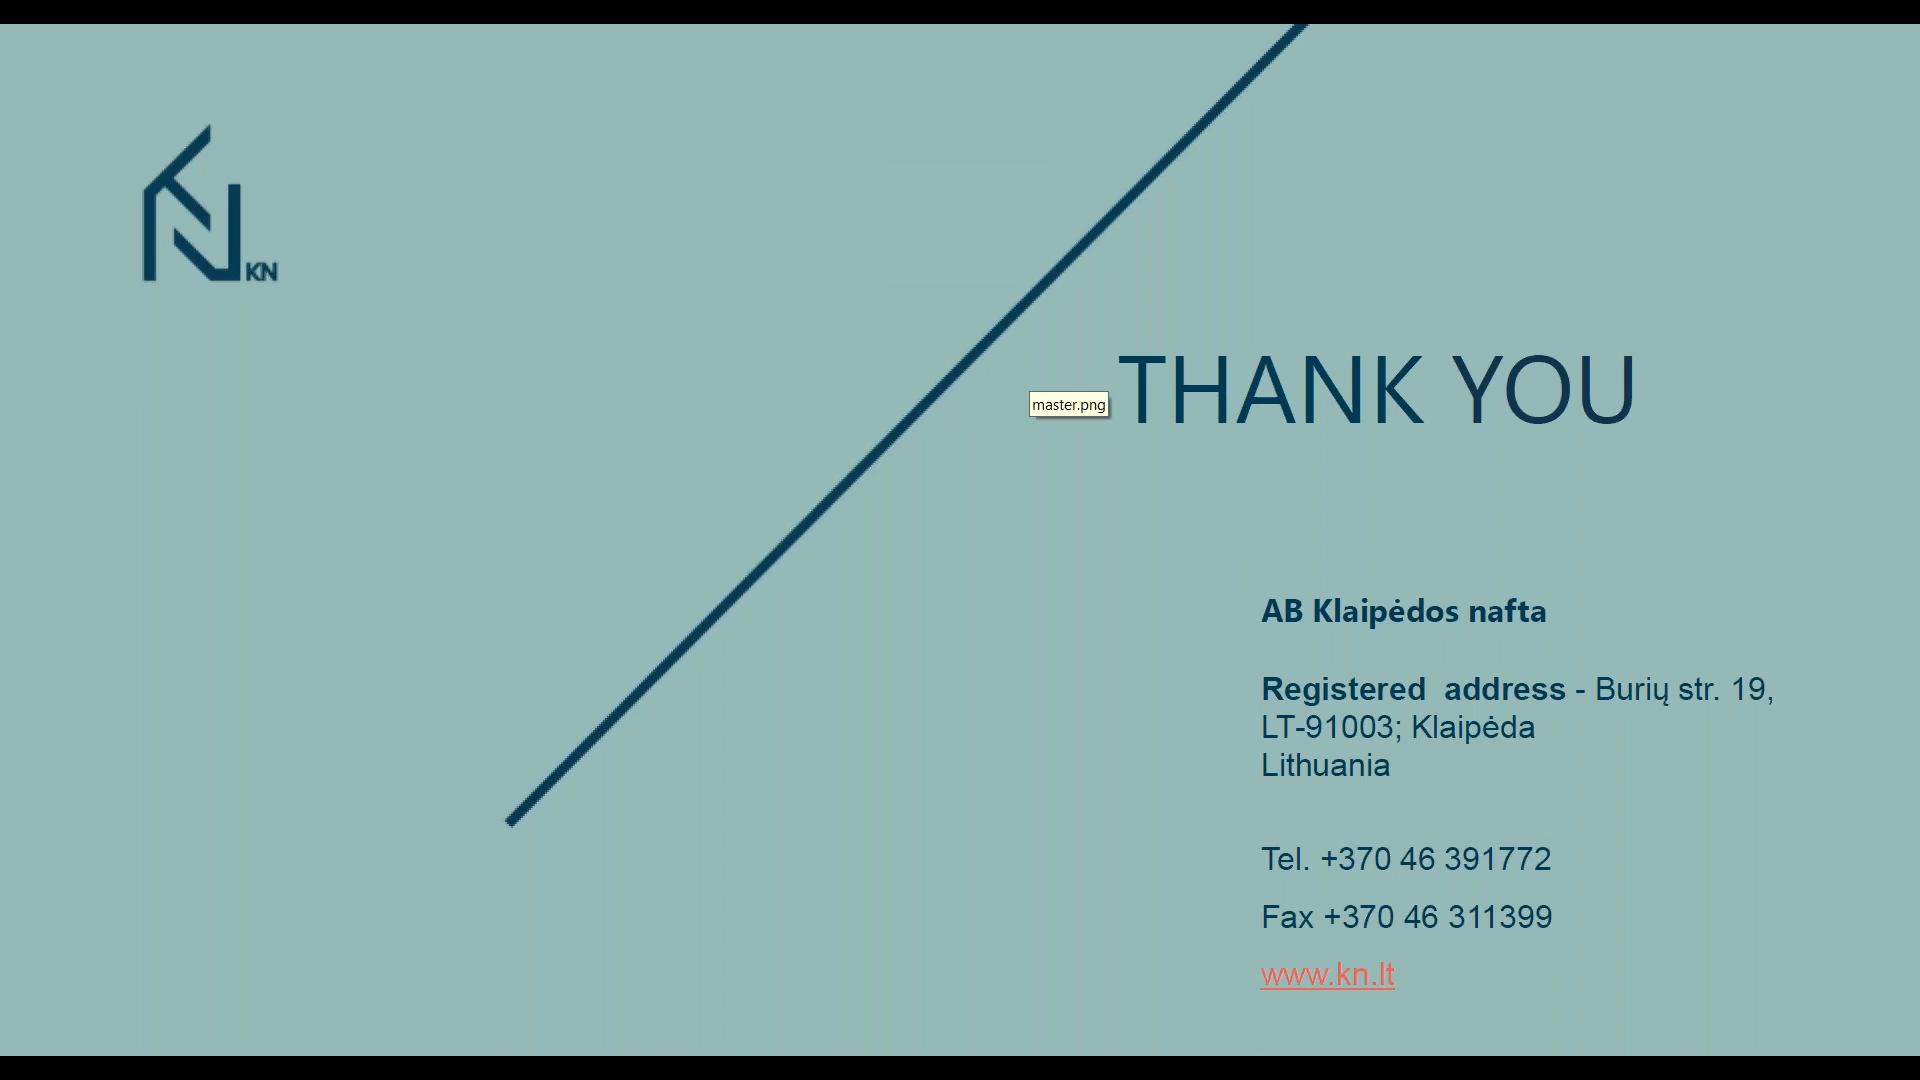 KN
THANK YOU
master.png
AB Klaipėdos nafta
Registered  address - Burių str. 19,
LT-91003; Klaipėda
Lithuania
Tel. +370 46 391772
Fax +370 46 311399
www.kn.lt